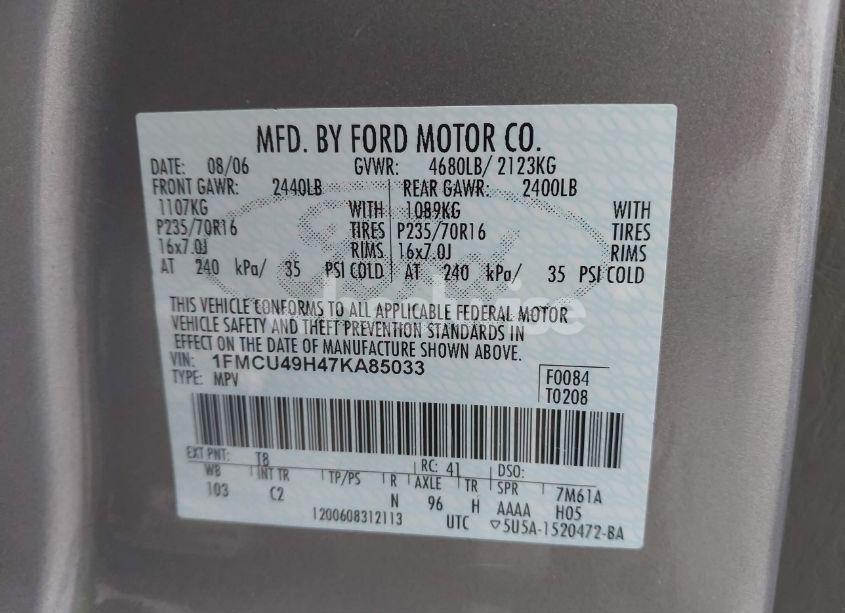 MFD. BY FORD MOTOR CO.
DATE: 08/06 GVWR: 4680LB/ 2123KG
FRONT GAWR: 2440LB REAR GAWR: 2400LB
1107KG WITH 1089KG WITH
P235/70R16 TIRES P235/70R16 TIRES
16x7.0J RIMS 16x7.0J RIMS
AT 240 kPa/ 35 PSI COLD AT 240 kPa/ 35 PSI COLD
THIS VEHICLE CONFORMS TO ALL APPLICABLE FEDERAL MOTOR
VEHICLE SAFETY AND THEFT PREVENTION STANDARDS IN
EFFECT ON THE DATE OF MANUFACTURE SHOWN ABOVE.
VIN: 1FMCU49H47KA85033
TYPE: MPV
F0084
T0208
EXT PNT: T8 RC: 41 DSO:
WB INT TR TP/PS R AXLE TR SPR 7M61A
103 C2 N 96 H AAAA H05
1200608312113 UTC ▽5U5A-1520472-BA